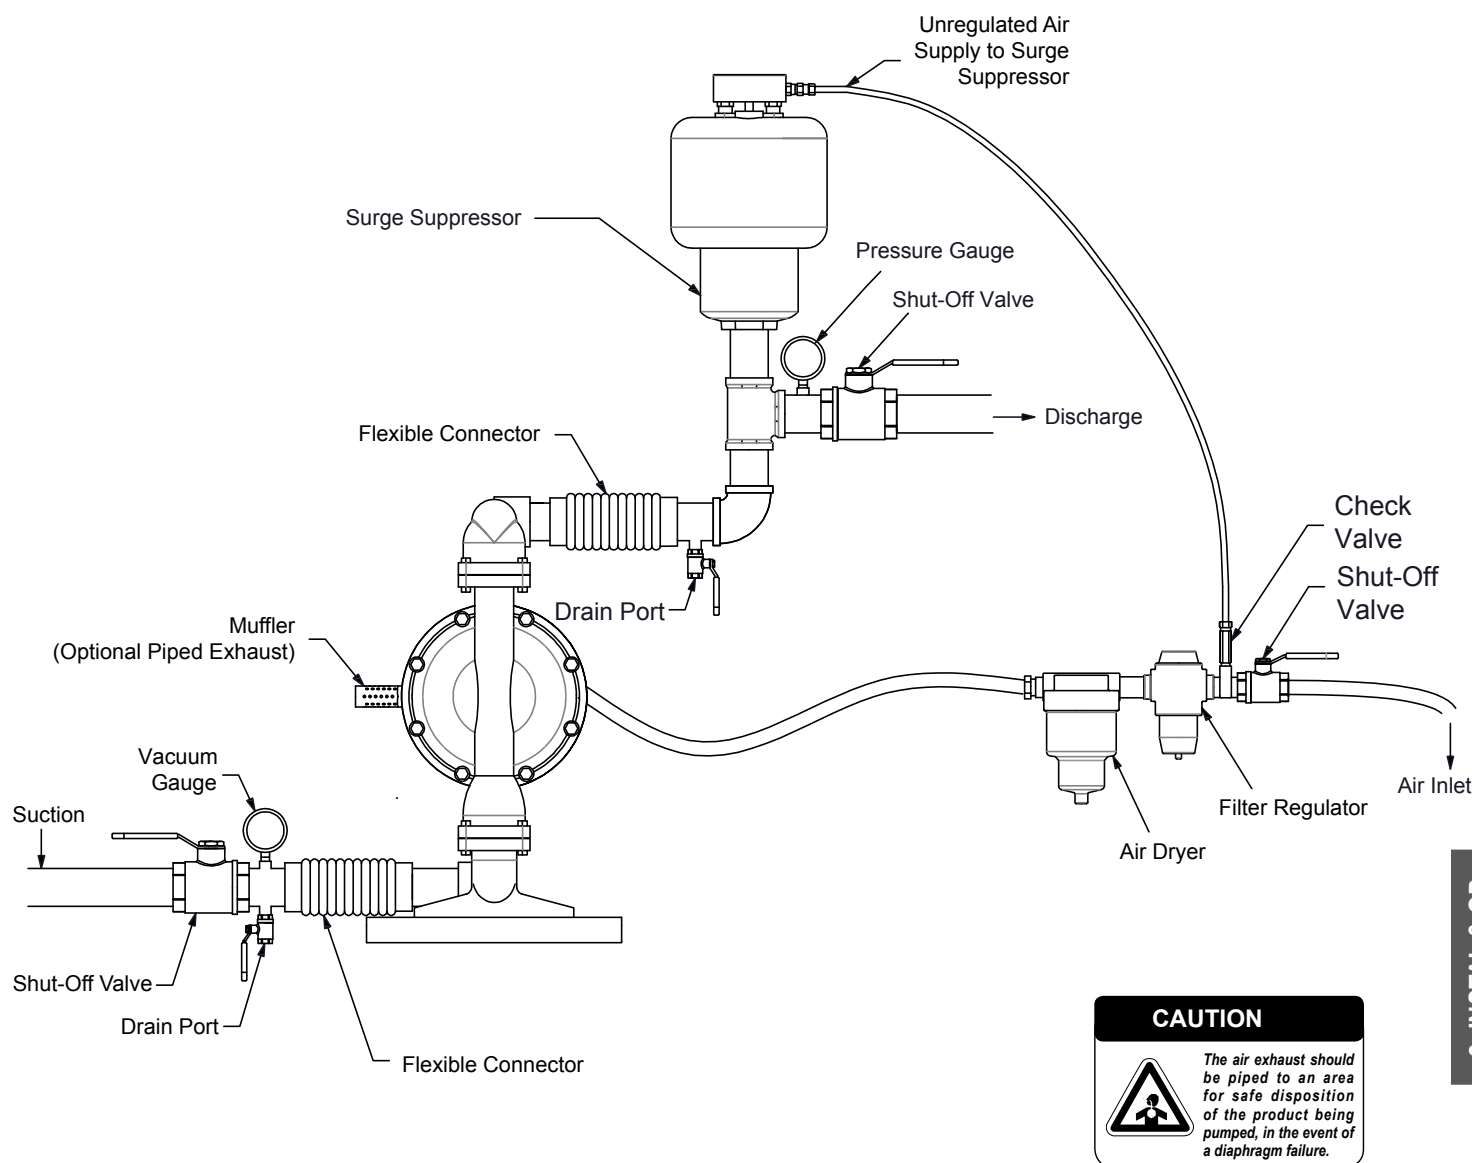 Unregulated Air
Supply to Surge
Suppressor
Surge Suppressor
Pressure Gauge
Shut-Off Valve
Discharge
Flexible Connector
Check
Valve
Shut-Off
Valve
Drain Port
Muffler
(Optional Piped Exhaust)
Vacuum
Gauge
Suction
Air Inlet
Filter Regulator
Air Dryer
Shut-Off Valve
Drain Port
Flexible Connector
CAUTION
The air exhaust should
be piped to an area
for safe disposition
of the product being
pumped, in the event of
a diaphragm failure.